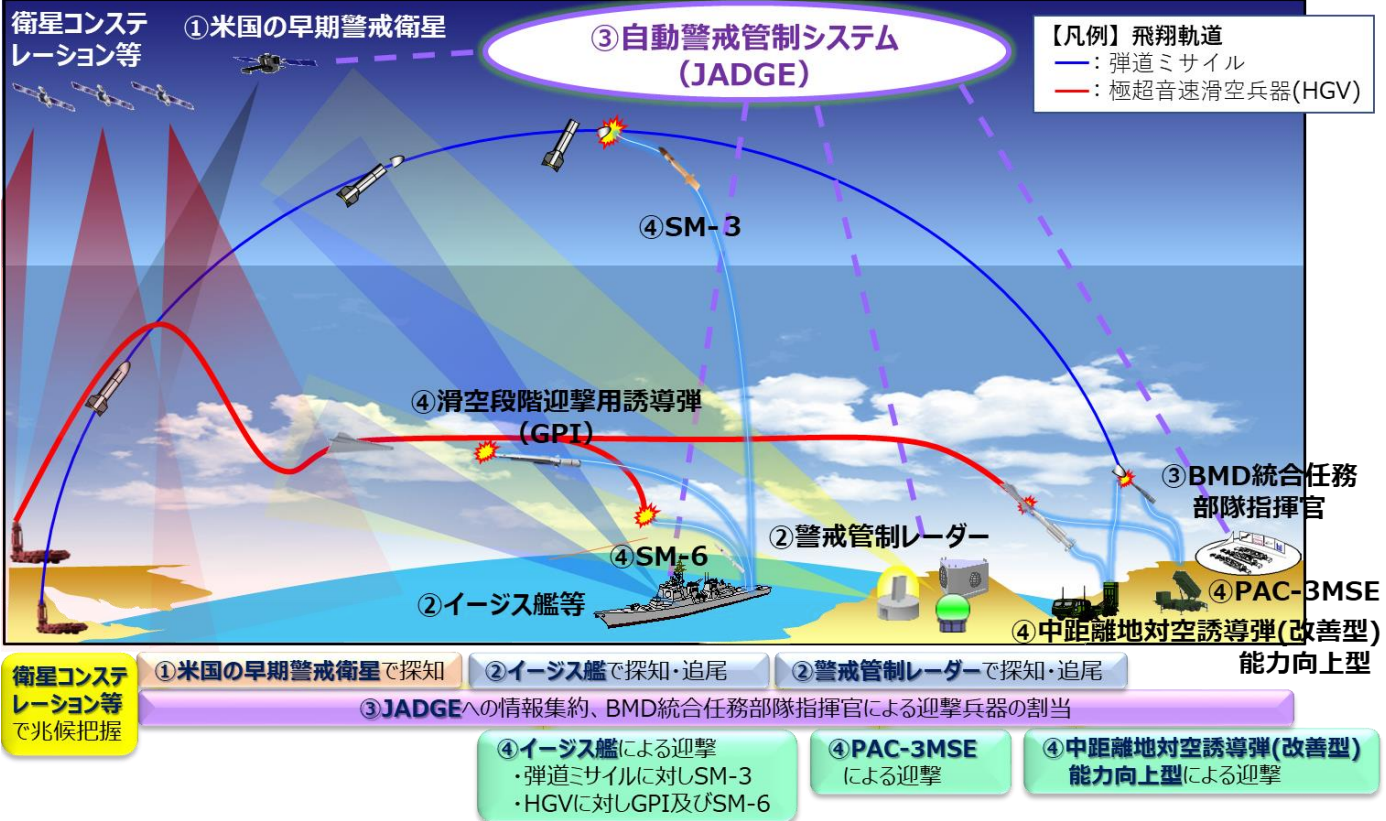 衛星コンステ
レーション等
①米国の早期警戒衛星
③自動警戒管制システム
（JADGE）
【凡例】飛翔軌道
━━：弾道ミサイル
━━：極超音速滑空兵器(HGV)
④SM-3
④滑空段階迎撃用誘導弾
（GPI）
③BMD統合任務
部隊指揮官
②警戒管制レーダー
④SM-6
②イージス艦等
④PAC-3MSE
④中距離地対空誘導弾(改善型)
能力向上型
衛星コンステ
レーション等
で兆候把握
①米国の早期警戒衛星で探知
②イージス艦で探知・追尾
②警戒管制レーダーで探知・追尾
③JADGEへの情報集約、BMD統合任務部隊指揮官による迎撃兵器の割当
④イージス艦による迎撃
・弾道ミサイルに対しSM-3
・HGVに対しGPI及びSM-6
④PAC-3MSE
による迎撃
④中距離地対空誘導弾(改善型)
能力向上型による迎撃